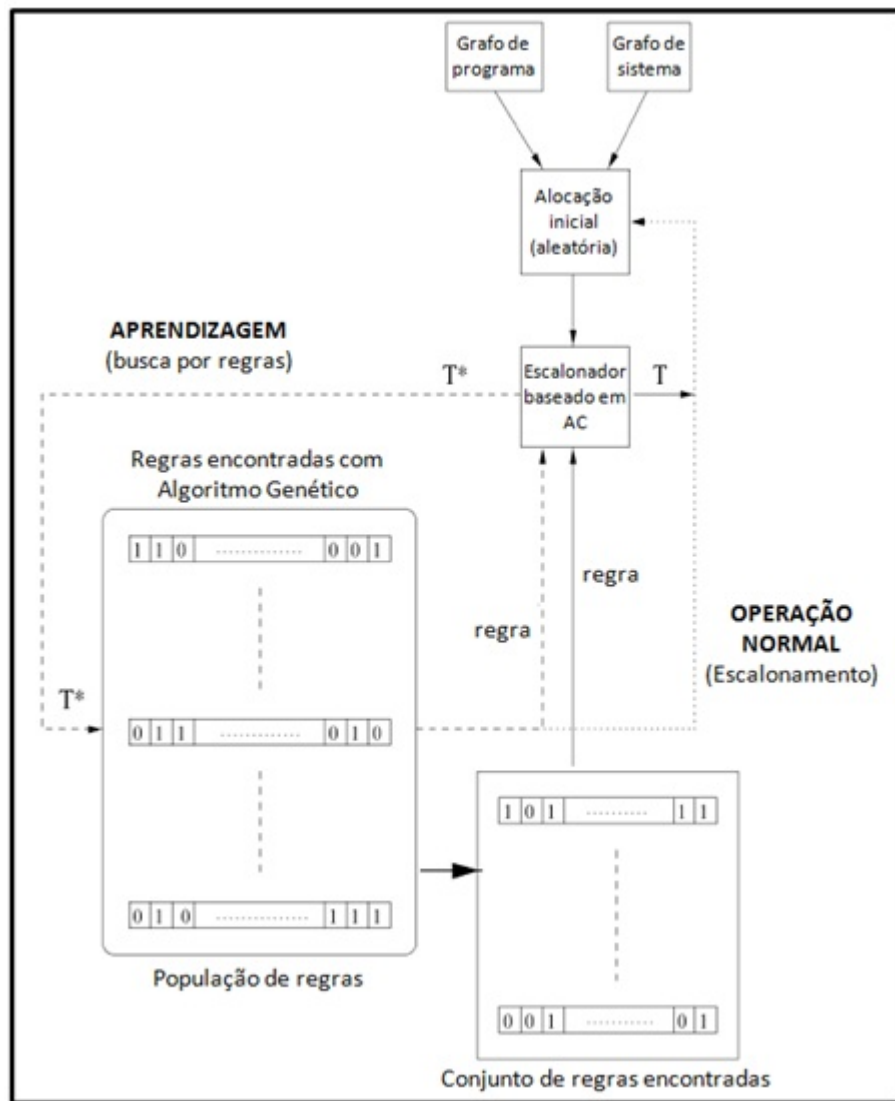 Grafo de
programa
Grafo de
sistema
Alocação
inicial
(aleatória)
APRENDIZAGEM
(busca por regras)
T*
Escalonador
baseado em
AC
T
Regras encontradas com
Algoritmo Genético
1 1 0 .............. 0 0 1
regra
regra
OPERAÇÃO
NORMAL
(Escalonamento)
T*
0 1 1 ............. 0 1 0
1 0 1 .......... 1 1
0 1 0 ............... 1 1 1
População de regras
0 0 1 ........... 0 1
Conjunto de regras encontradas